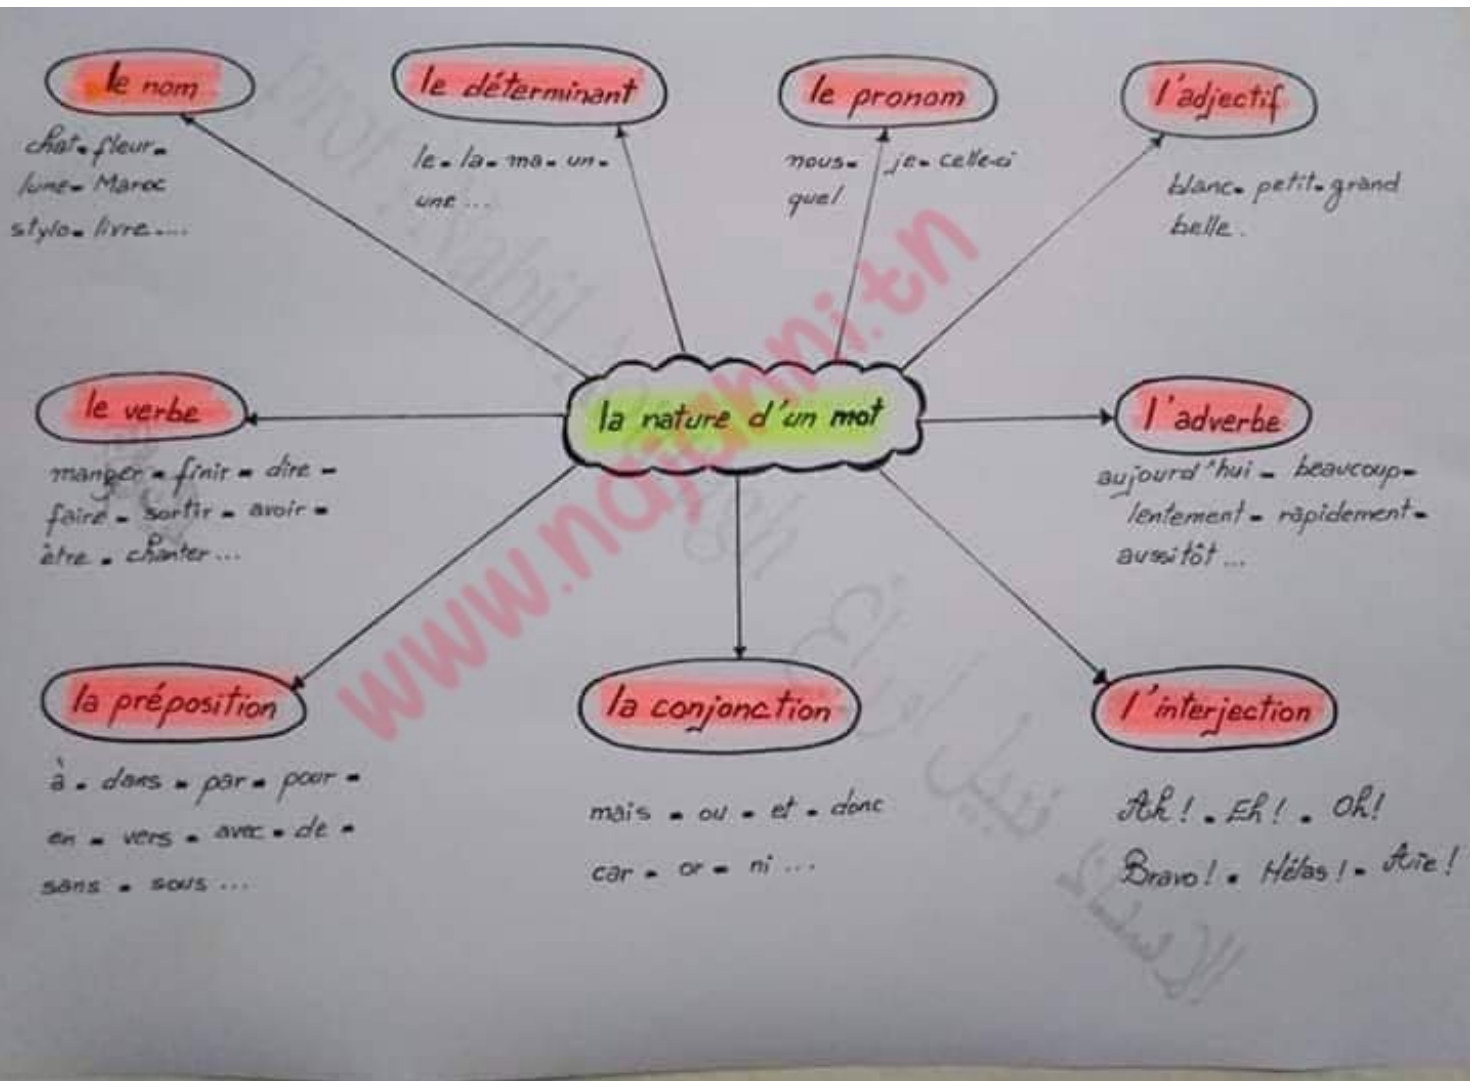 le nom
chat - fleur -
lune - Maroc
stylo - livre ....
le déterminant
le - la - ma - un -
une ...
le pronom
nous - je - celle-ci
quel
l'adjectif
blanc - petit - grand
belle.
la nature d'un mot
le verbe
manger - finir - dire -
faire - sortir - avoir -
être - chanter ...
l'adverbe
aujourd'hui - beaucoup -
lentement - rapidement -
aussitôt ...
la préposition
à - dans - par - pour -
en - vers - avec - de -
sans - sous ...
la conjonction
mais - ou - et - donc
car - or - ni ...
l'interjection
Ah ! - Eh ! - Oh !
Bravo ! - Hélas ! - Aïe !
www.najahni.tn
prof : Nabil
الأستاذ نبيل